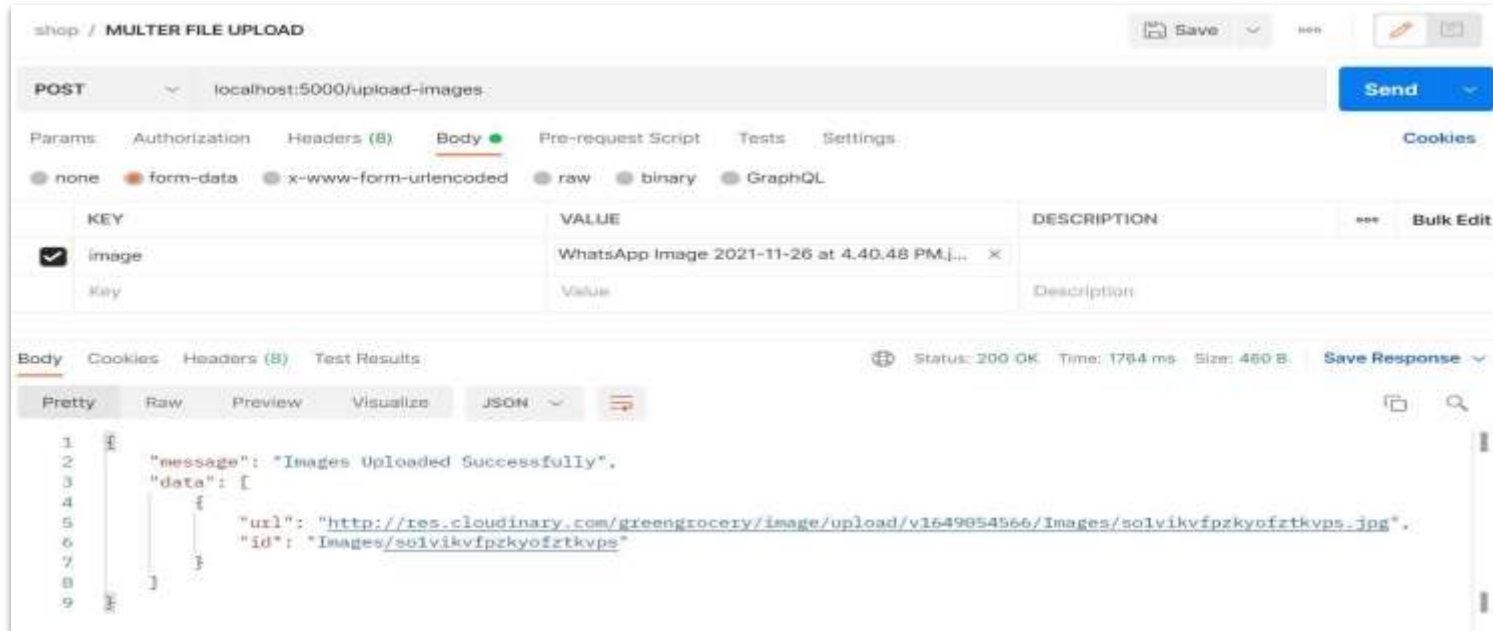 shop / MULTER FILE UPLOAD Save
POST localhost:5000/upload-images Send
Params Authorization Headers (8) Body Pre-request Script Tests Settings Cookies
none form-data x-www-form-urlencoded raw binary GraphQL
KEY VALUE DESCRIPTION Bulk Edit
image WhatsApp Image 2021-11-26 at 4.40.48 PM.j...
Key Value Description
Body Cookies Headers (8) Test Results Status: 200 OK Time: 1764 ms Size: 460 B Save Response
Pretty Raw Preview Visualize JSON
1 {
2 "message": "Images Uploaded Successfully",
3 "data": [
4 {
5 "url": "http://res.cloudinary.com/greengrocery/image/upload/v1649054566/Images/so1vikvfpzkyofztkvps.jpg",
6 "id": "Images/so1vikvfpzkyofztkvps"
7 }
8 ]
9 }